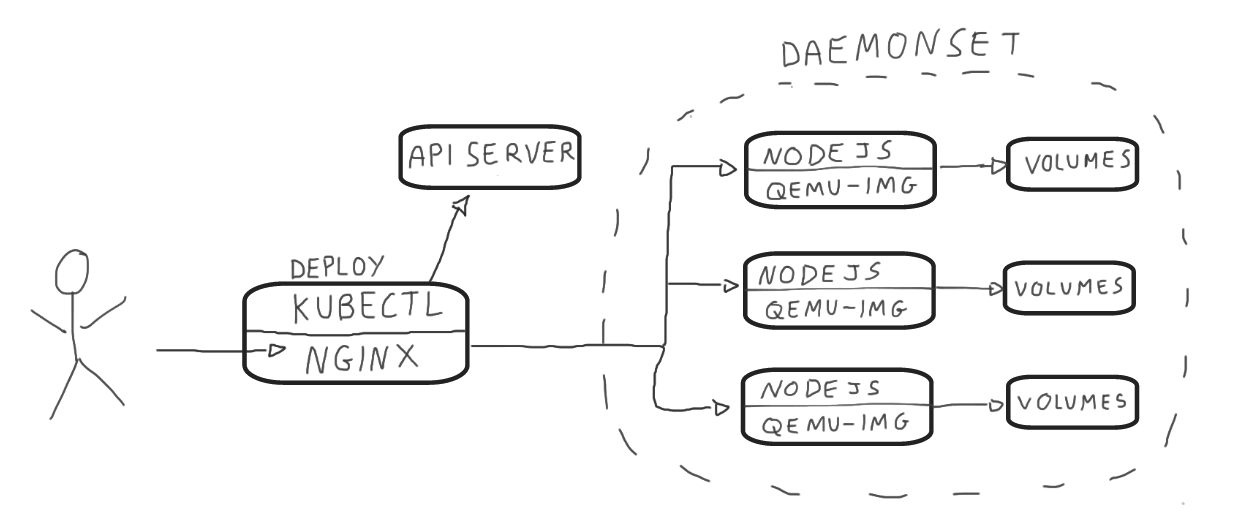 DAEMONSET
API SERVER
DEPLOY
KUBECTL
NGINX
NODEJS
QEMU-IMG
VOLUMES
NODEJS
QEMU-IMG
VOLUMES
NODEJS
QEMU-IMG
VOLUMES